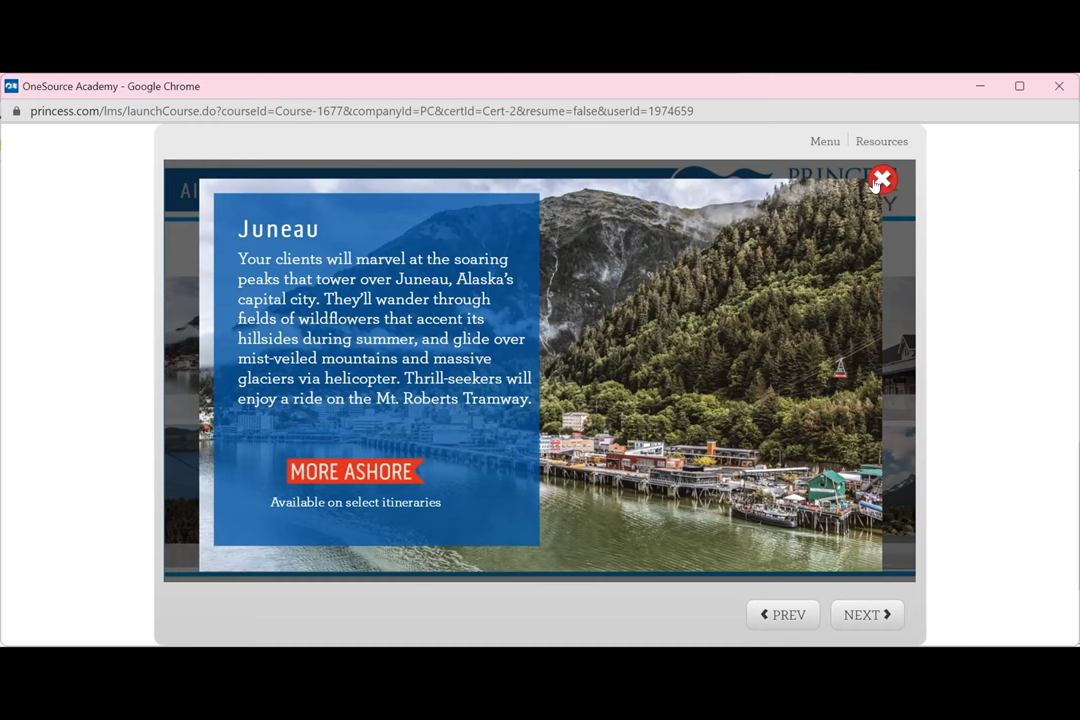 OneSource Academy - Google Chrome
princess.com/lms/launchCourse.do?courseId=Course-1677&companyId=PC&certId=Cert-2&resume=false&userId=1974659
Menu
Resources
Juneau
Your clients will marvel at the soaring
peaks that tower over Juneau, Alaska's
capital city. They'll wander through
fields of wildflowers that accent its
hillsides during summer, and glide over
mist-veiled mountains and massive
glaciers via helicopter. Thrill-seekers will
enjoy a ride on the Mt. Roberts Tramway.
MORE ASHORE
Available on select itineraries
PREV
NEXT